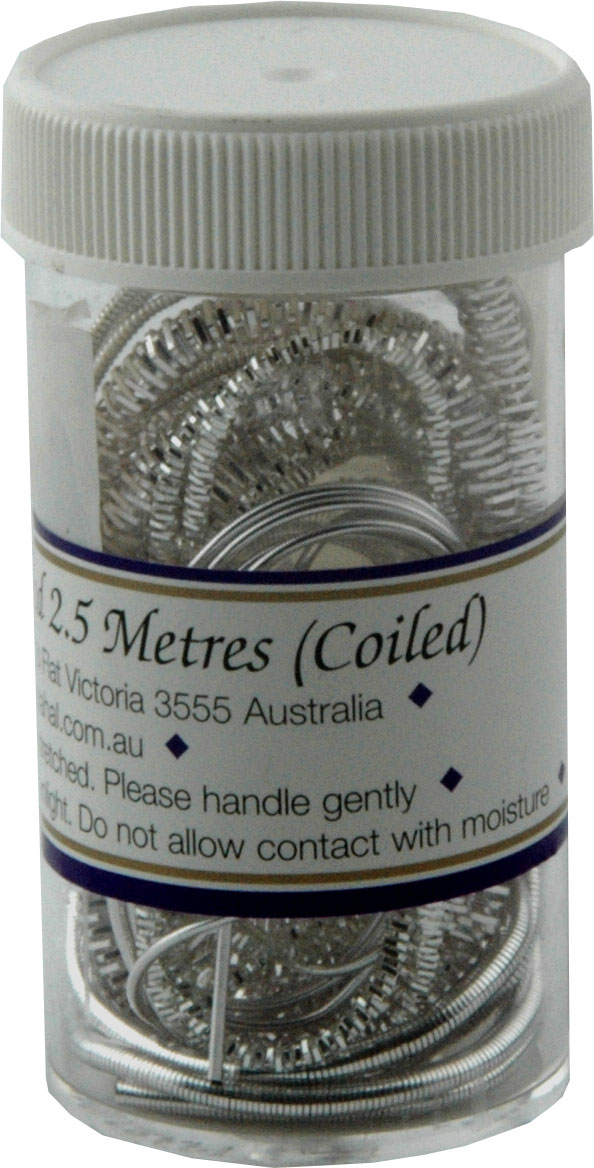 2.5 Metres (Coiled)
Victoria 3555 Australia
.com.au
Please handle gently
Do not allow contact with moisture